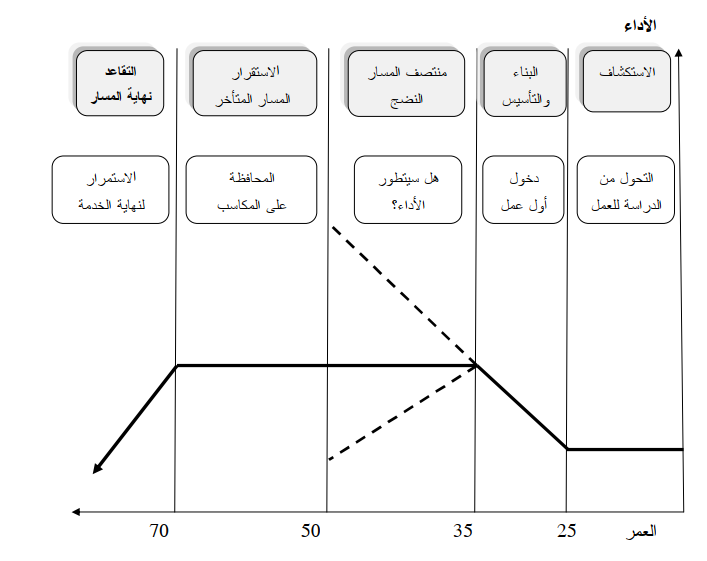 الأداء
الاستكشاف
البناء
والتأسيس
منتصف المسار
النضج
الاستقرار
المسار المتأخر
التقاعد
نهاية المسار
التحول من
الدراسة للعمل
دخول
أول عمل
هل سيتطور
الأداء؟
المحافظة
على المكاسب
الاستمرار
لنهاية الخدمة
العمر
25
35
50
70